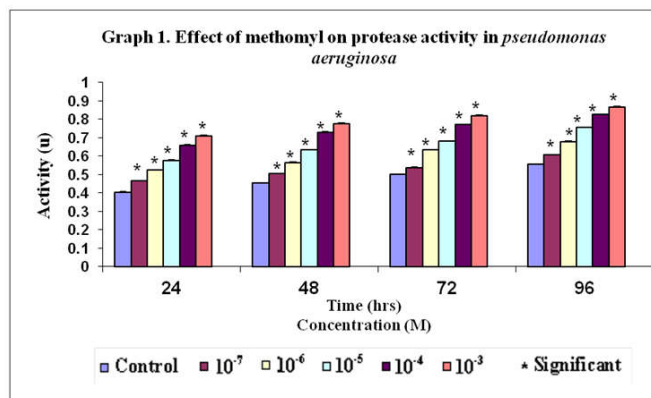 Graph 1. Effect of methomyl on protease activity in pseudomonas
aeruginosa
Activity (u)
1
0.9
0.8
0.7
0.6
0.5
0.4
0.3
0.2
0.1
0
* * * * *
* * * * *
* * * * *
* * * * *
24 48 72 96
Time (hrs)
Concentration (M)
Control 10⁻⁷ 10⁻⁶ 10⁻⁵ 10⁻⁴ 10⁻³ * Significant